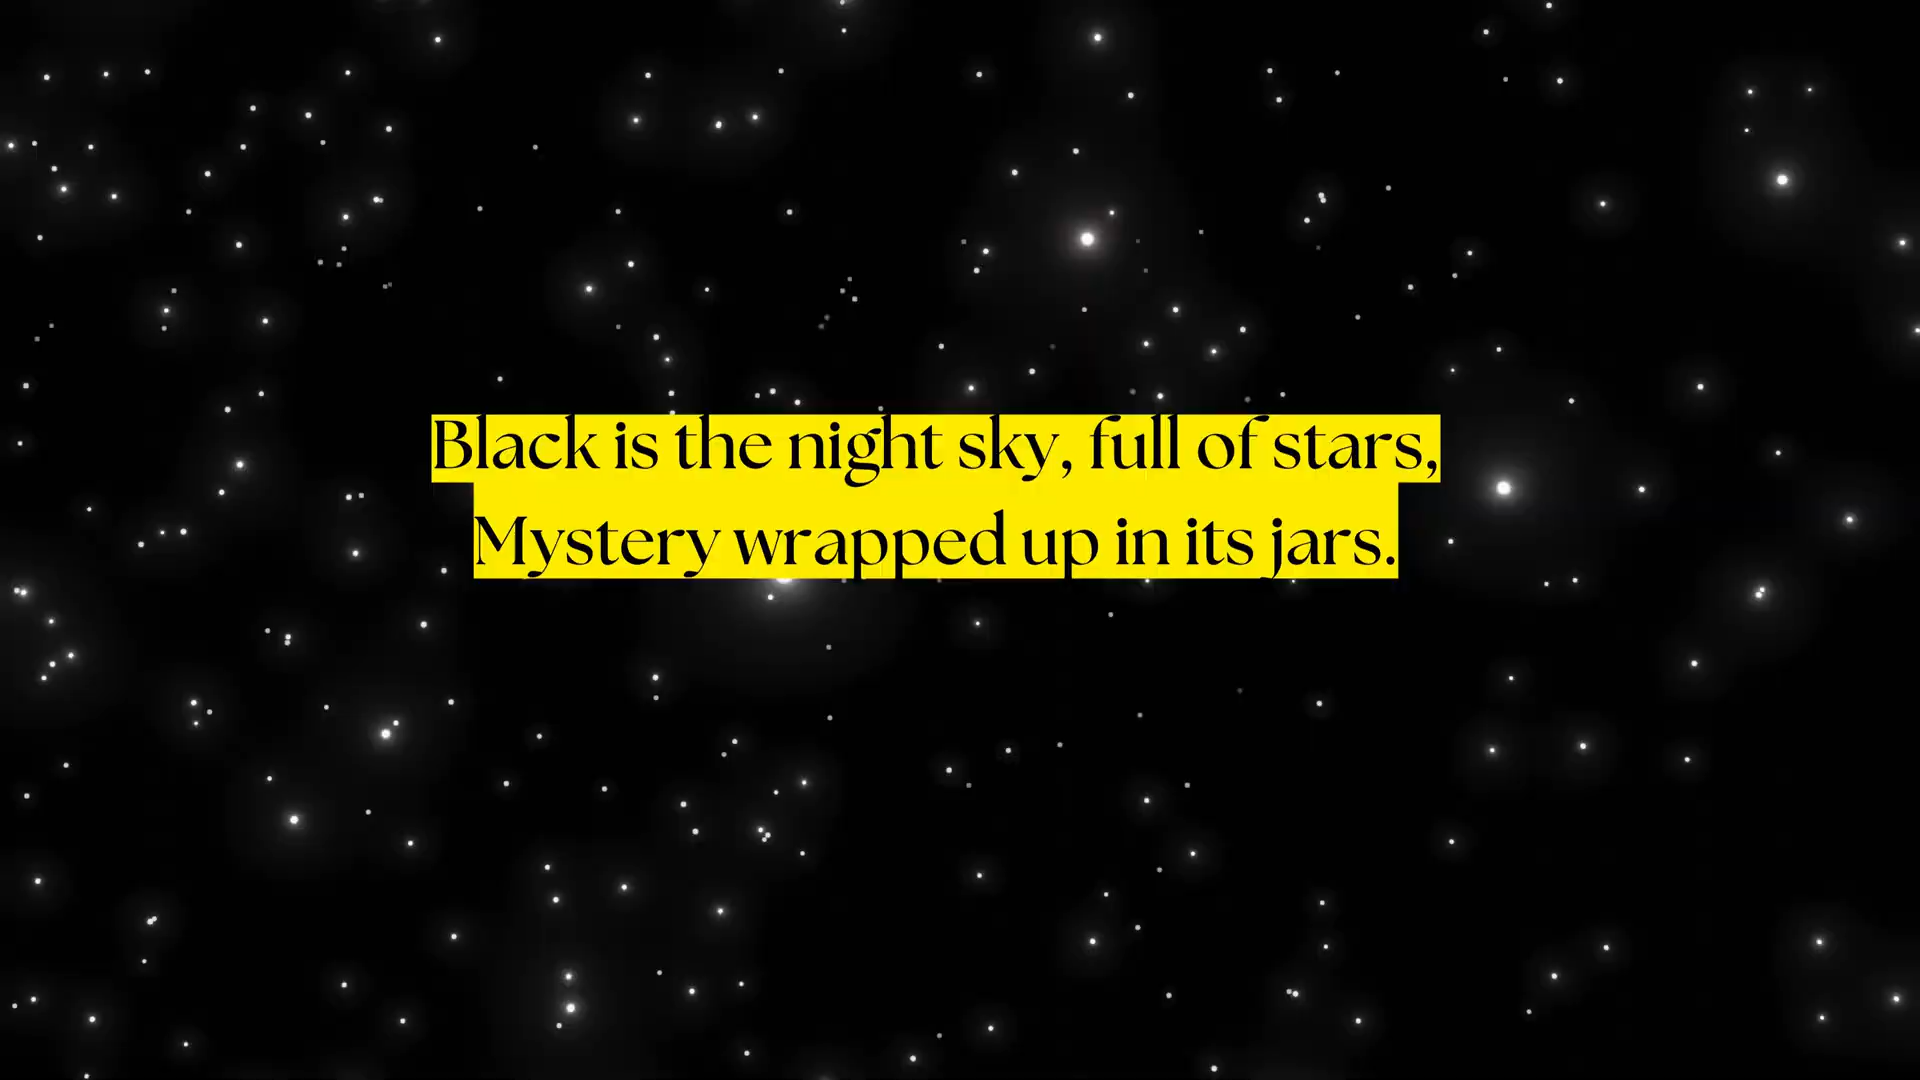 Black is the night sky, full of stars,
Mystery wrapped up in its jars.